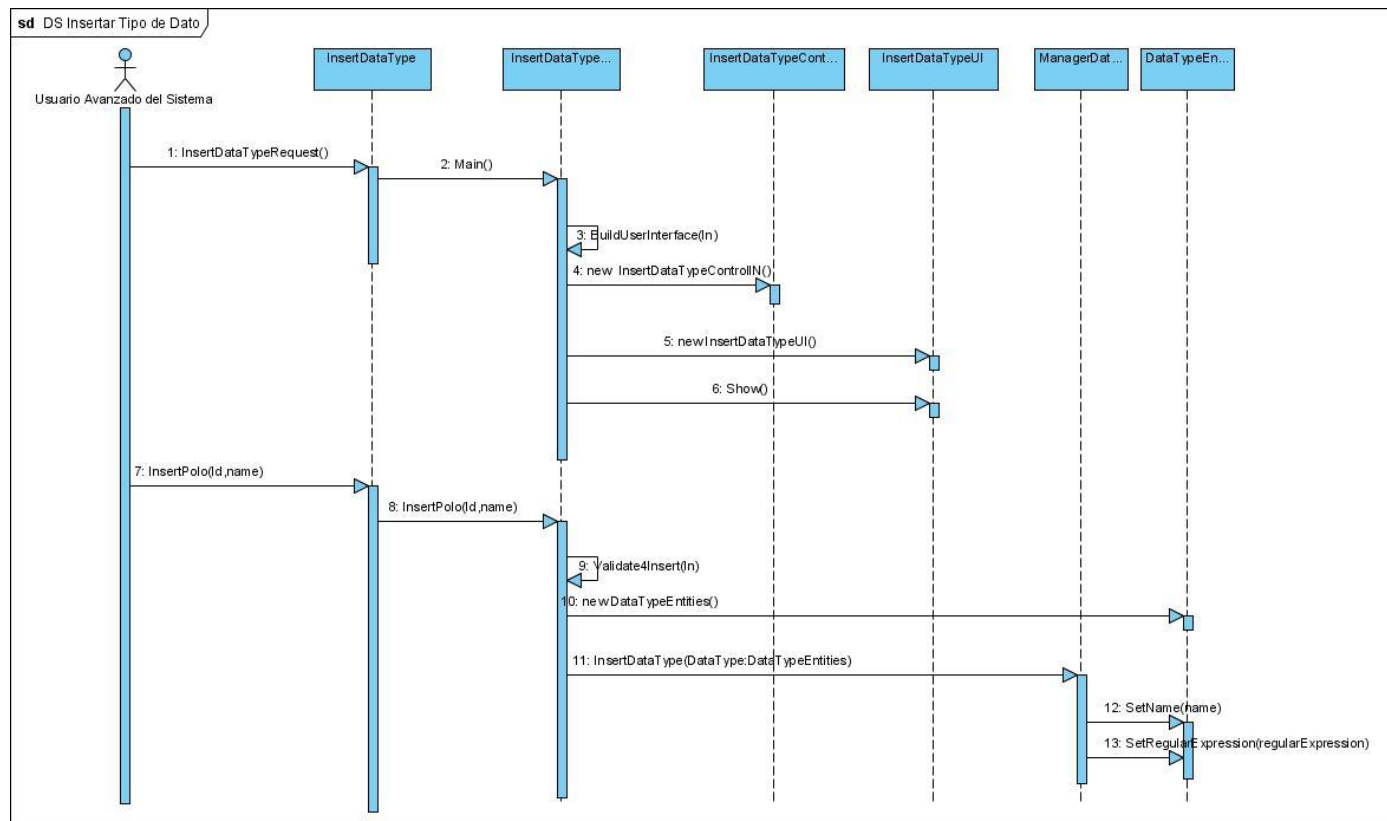 sd DS Insertar Tipo de Dato
Usuario Avanzado del Sistema
InsertDataType
InsertDataType...
InsertDataTypeCont...
InsertDataTypeUI
ManagerDat...
DataTypeEn...
1: InsertDataTypeRequest()
2: Main()
3: BuildUserInterface(In)
4: new InsertDataTypeControlIN()
5: newInsertDataTypeUI()
6: Show()
7: InsertPolo(Id,name)
8: InsertPolo(Id,name)
9: Validate4Insert(In)
10: newDataTypeEntities()
11: InsertDataType(DataType:DataTypeEntities)
12: SetName(name)
13: SetRegularExpression(regularExpression)